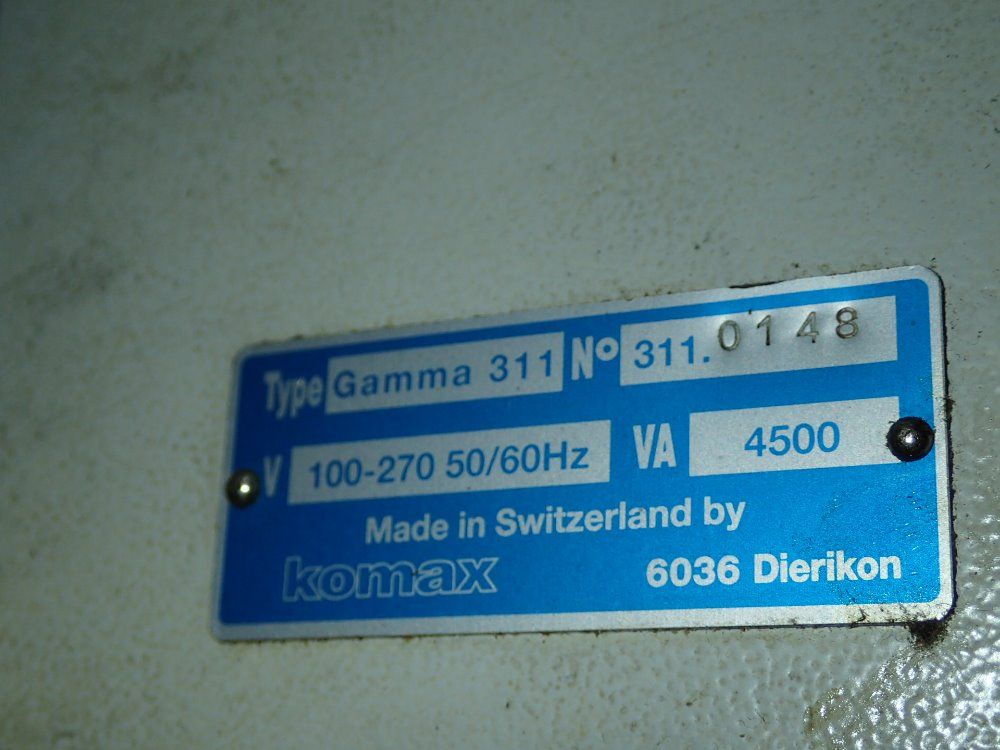 Type Gamma 311 Nº 311.0148
V 100-270 50/60Hz VA 4500
Made in Switzerland by
komax 6036 Dierikon